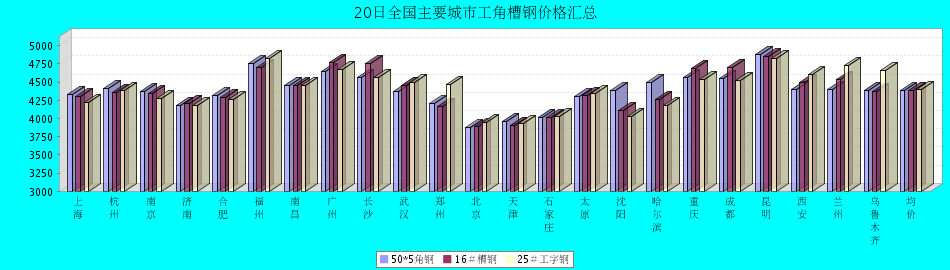 20日全国主要城市工角槽钢价格汇总
5000
4750
4500
4250
4000
3750
3500
3250
3000
上海
杭州
南京
济南
合肥
福州
南昌
广州
长沙
武汉
郑州
北京
天津
石家庄
太原
沈阳
哈尔滨
重庆
成都
昆明
西安
兰州
乌鲁木齐
均价
50*5角钢 16#槽钢 25#工字钢